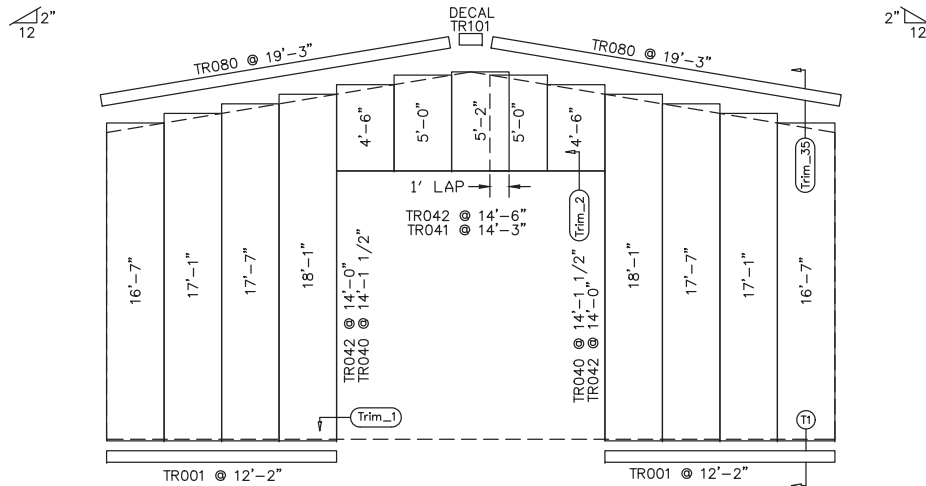 2”
12
DECAL
TR101
2”
12
TR080 @ 19’-3”
TR080 @ 19’-3”
4’-6”
5’-0”
5’-2”
5’-0”
4’-6”
Trim_35
1’ LAP
Trim_2
TR042 @ 14’-6”
TR041 @ 14’-3”
16’-7”
17’-1”
17’-7”
18’-1”
TR042 @ 14’-0”
TR040 @ 14’-1 1/2”
TR040 @ 14’-1 1/2”
TR042 @ 14’-0”
18’-1”
17’-7”
17’-1”
16’-7”
Trim_1
T1
TR001 @ 12’-2”
TR001 @ 12’-2”